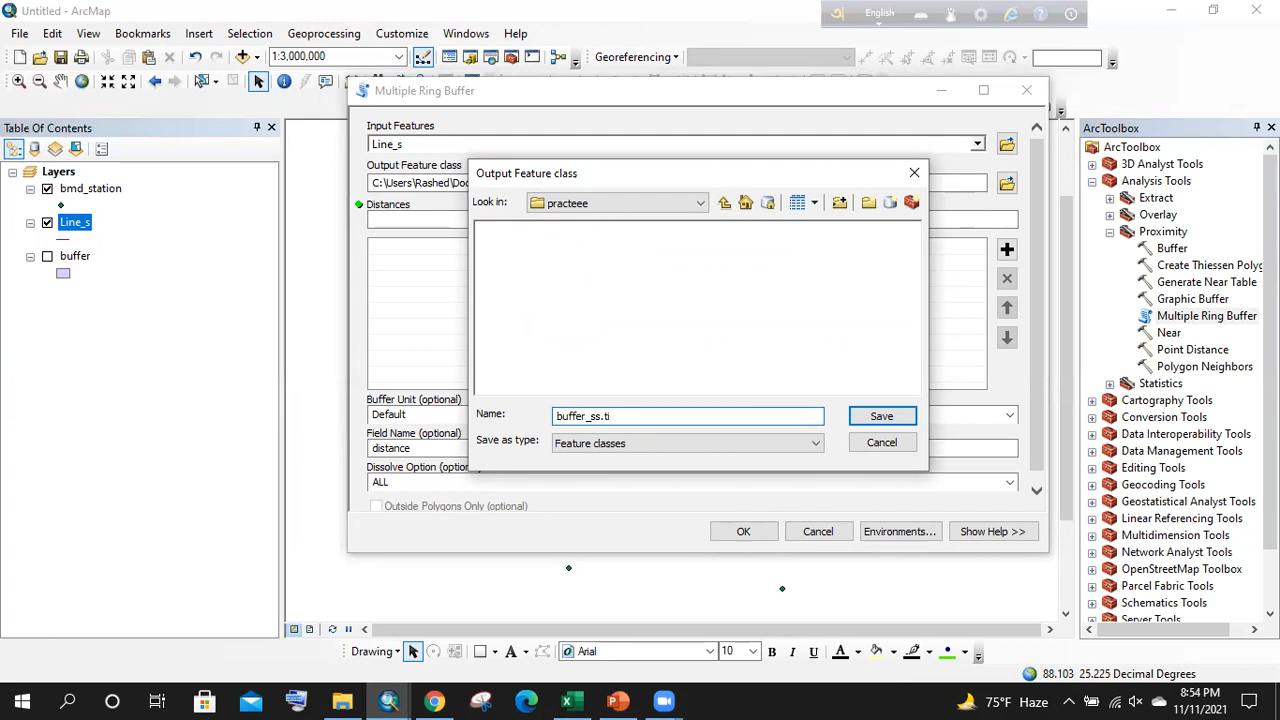 Untitled - ArcMap
English
File Edit View Bookmarks Insert Selection Geoprocessing Customize Windows Help
1:3,000,000
Georeferencing
Table Of Contents
Layers
bmd_station
Line_s
buffer
Multiple Ring Buffer
Input Features
Line_s
Output Feature class
C:\Users\Rashed\Doc
Distances
Buffer Unit (optional)
Default
Field Name (optional)
distance
Dissolve Option (optional)
ALL
Outside Polygons Only (optional)
OK
Cancel
Environments...
Show Help >>
Output Feature class
Look in:
practeee
Name:
buffer_ss.ti
Save
Save as type:
Feature classes
Cancel
ArcToolbox
ArcToolbox
3D Analyst Tools
Analysis Tools
Extract
Overlay
Proximity
Buffer
Create Thiessen Polyg
Generate Near Table
Graphic Buffer
Multiple Ring Buffer
Near
Point Distance
Polygon Neighbors
Statistics
Cartography Tools
Conversion Tools
Data Interoperability Tools
Data Management Tools
Editing Tools
Geocoding Tools
Geostatistical Analyst Tools
Linear Referencing Tools
Multidimension Tools
Network Analyst Tools
OpenStreetMap Toolbox
Parcel Fabric Tools
Schematics Tools
Server Tools
Drawing
Arial
10
B I U A
88.103 25.225 Decimal Degrees
75°F Haze
8:54 PM
11/11/2021